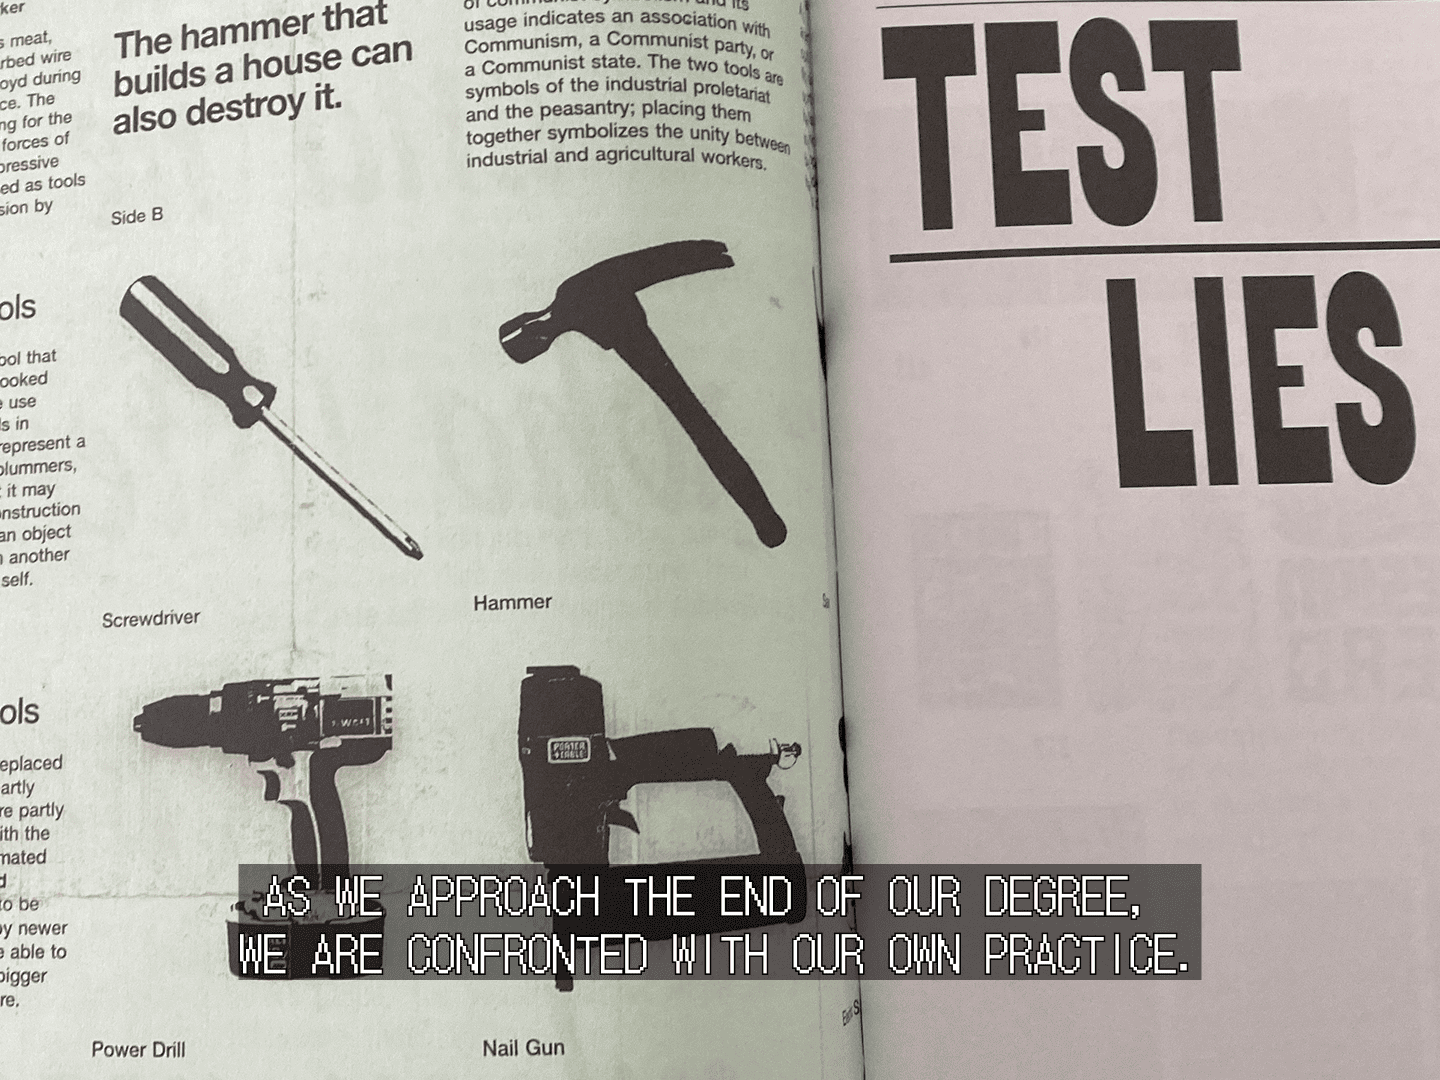 ker
s meat,
rbed wire
oyd during
ce. The
ng for the
forces of
pressive
ed as tools
sion by
ols
ool that
ooked
e use
ls in
represent a
plummers,
t it may
onstruction
an object
n another
self.
ols
eplaced
artly
re partly
ith the
mated
d
to be
by newer
e able to
bigger
re.
The hammer that
builds a house can
also destroy it.
usage indicates an association with
Communism, a Communist party, or
a Communist state. The two tools are
symbols of the industrial proletariat
and the peasantry; placing them
together symbolizes the unity between
industrial and agricultural workers.
Side B
Screwdriver
Hammer
PORTER
+CABLE
Power Drill
Nail Gun
TEST
LIES
AS WE APPROACH THE END OF OUR DEGREE,
WE ARE CONFRONTED WITH OUR OWN PRACTICE.